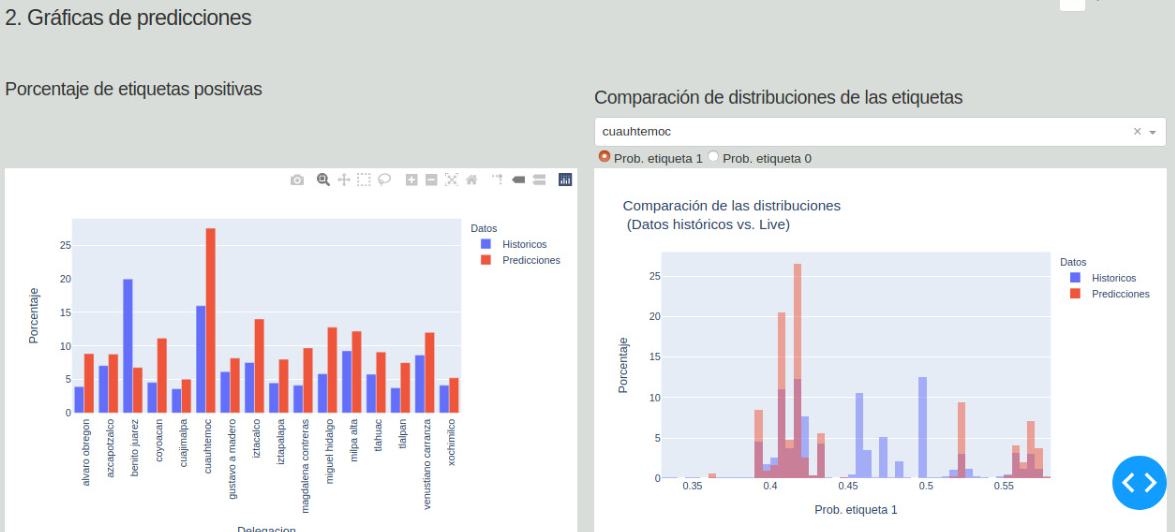 2. Gráficas de predicciones
Porcentaje de etiquetas positivas
Datos
Historicos
Predicciones
Porcentaje
25
20
15
10
5
0
alvaro obregon
azcapotzalco
benito juarez
coyoacan
cuajimalpa
cuauhtemoc
gustavo a madero
iztacalco
iztapalapa
magdalena contreras
miguel hidalgo
milpa alta
tlahuac
tlalpan
venustiano carranza
xochimilco
Delegacion
Comparación de distribuciones de las etiquetas
cuauhtemoc
Prob. etiqueta 1 Prob. etiqueta 0
Comparación de las distribuciones
(Datos históricos vs. Live)
Datos
Historicos
Predicciones
Porcentaje
25
20
15
10
5
0
0.35 0.4 0.45 0.5 0.55
Prob. etiqueta 1